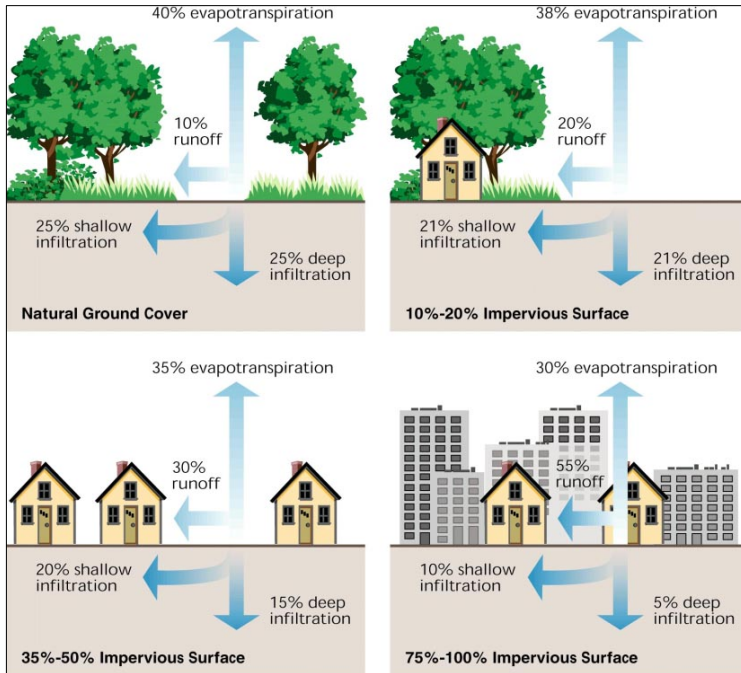 40% evapotranspiration
10%
runoff
25% shallow
infiltration
25% deep
infiltration
Natural Ground Cover
38% evapotranspiration
20%
runoff
21% shallow
infiltration
21% deep
infiltration
10%-20% Impervious Surface
35% evapotranspiration
30%
runoff
20% shallow
infiltration
15% deep
infiltration
35%-50% Impervious Surface
30% evapotranspiration
55%
runoff
10% shallow
infiltration
5% deep
infiltration
75%-100% Impervious Surface